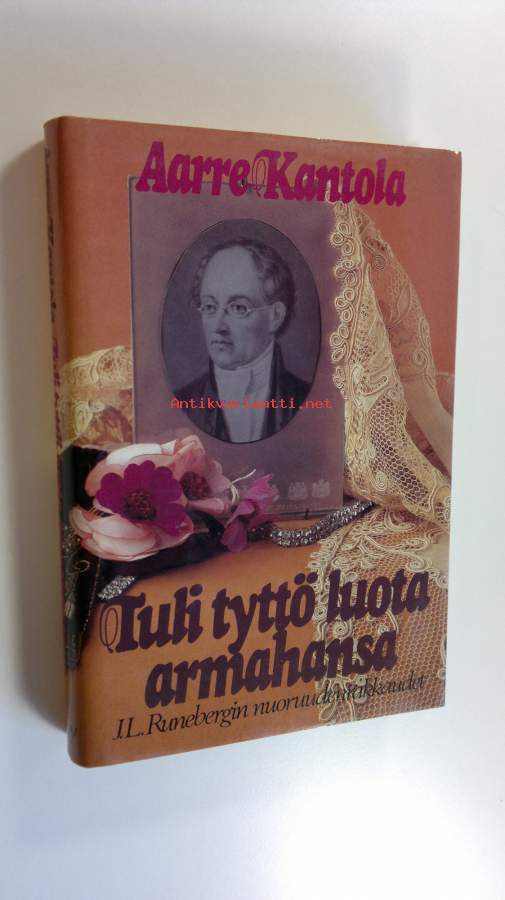 Aarre Kantola
Antikvariaatti.net
Tuli tyttö luota
armahansa
J.L. Runebergin nuoruudenrakkaudet